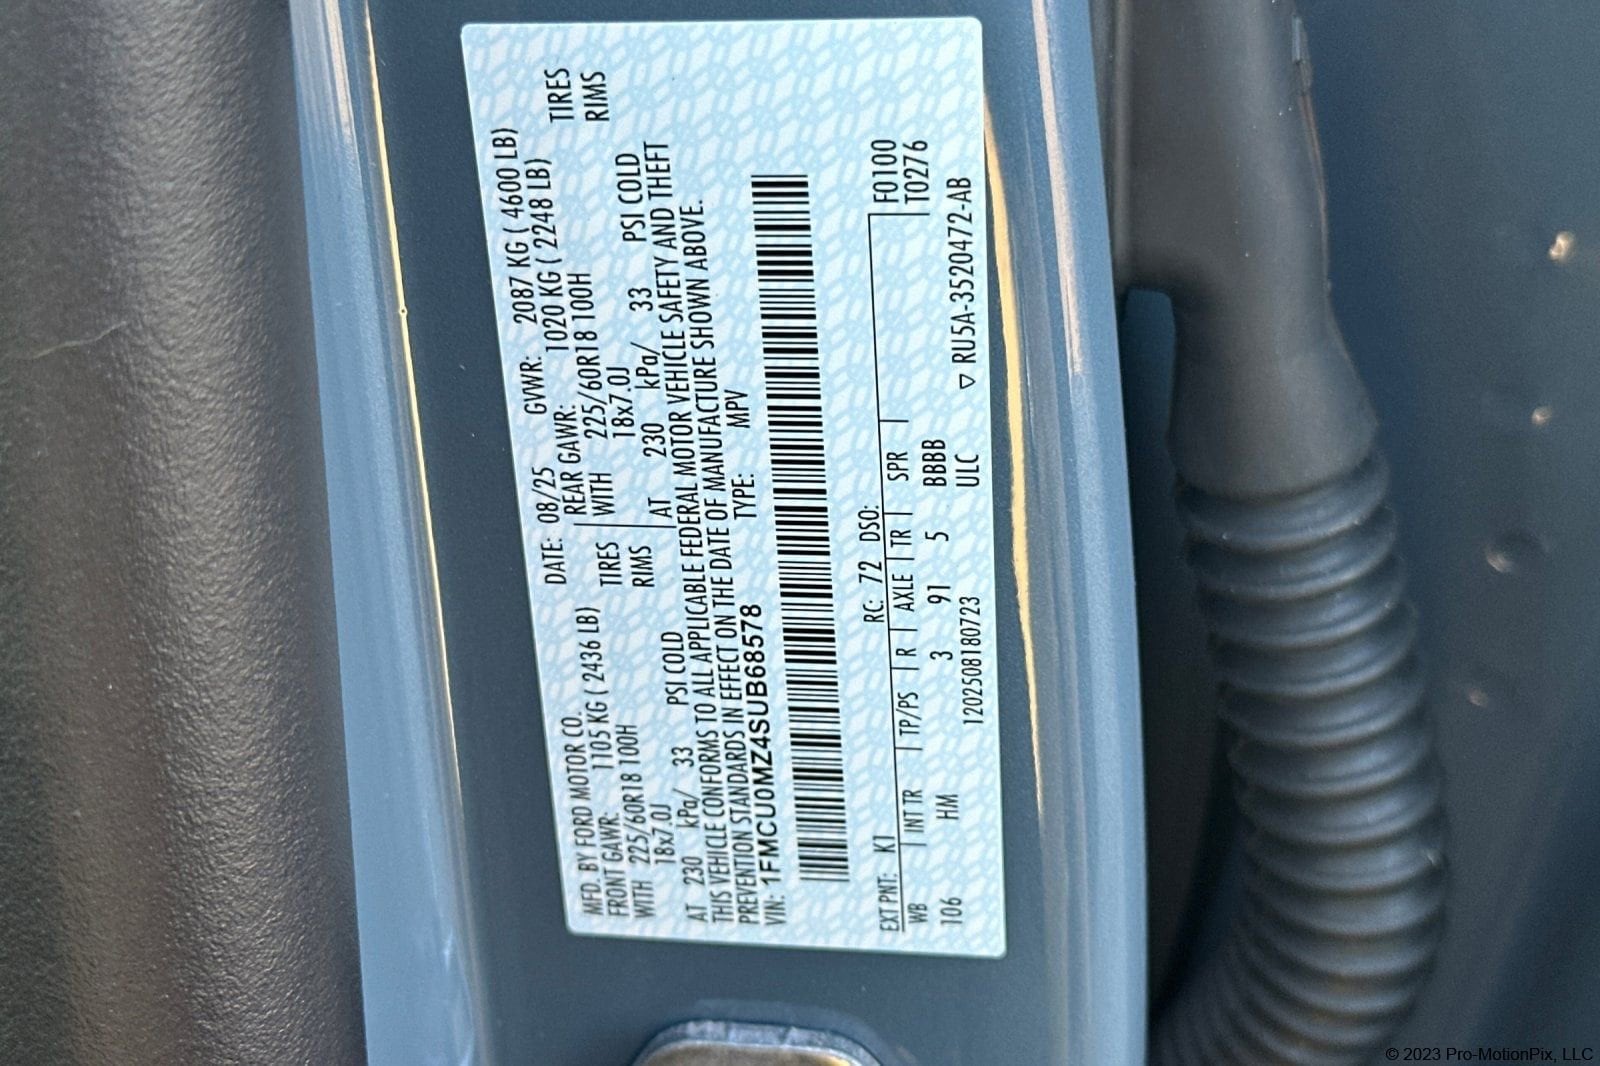 MFD. BY FORD MOTOR CO.
DATE: 08/25 GVWR: 2087 KG ( 4600 LB)
FRONT GAWR: 1105 KG ( 2436 LB)
REAR GAWR: 1020 KG ( 2248 LB)
WITH 225/60R18 100H TIRES
WITH 225/60R18 100H TIRES
18x7.0J RIMS
18x7.0J RIMS
AT 230 kPa/ 33 PSI COLD
AT 230 kPa/ 33 PSI COLD
THIS VEHICLE CONFORMS TO ALL APPLICABLE FEDERAL MOTOR VEHICLE SAFETY AND THEFT
PREVENTION STANDARDS IN EFFECT ON THE DATE OF MANUFACTURE SHOWN ABOVE.
VIN: 1FMCU0MZ4SUB68578 TYPE: MPV
EXT PNT: K1 RC: 72 DSO: F0100
WB INT TR TP/PS R AXLE TR SPR T0276
106 HM 3 91 5 BBBB
120250818​0723 ULC ▽ RU5A-3520472-AB
© 2023 Pro-MotionPix, LLC